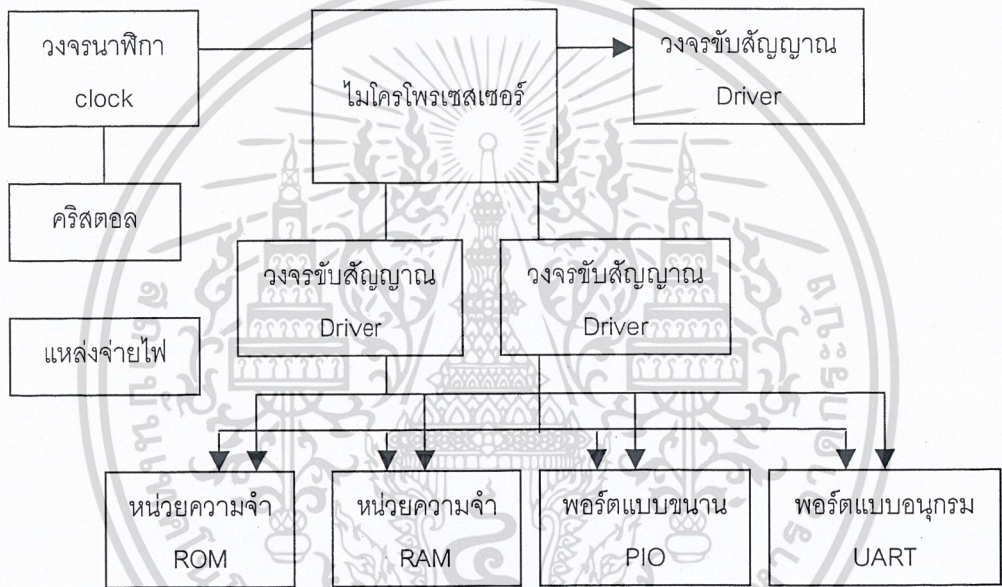 วงจรนาฬิกา
clock
ไมโครโพรเซสเซอร์
วงจรขับสัญญาณ
Driver
คริสตอล
วงจรขับสัญญาณ
Driver
วงจรขับสัญญาณ
Driver
แหล่งจ่ายไฟ
หน่วยความจำ
ROM
หน่วยความจำ
RAM
พอร์ตแบบขนาน
PIO
พอร์ตแบบอนุกรม
UART